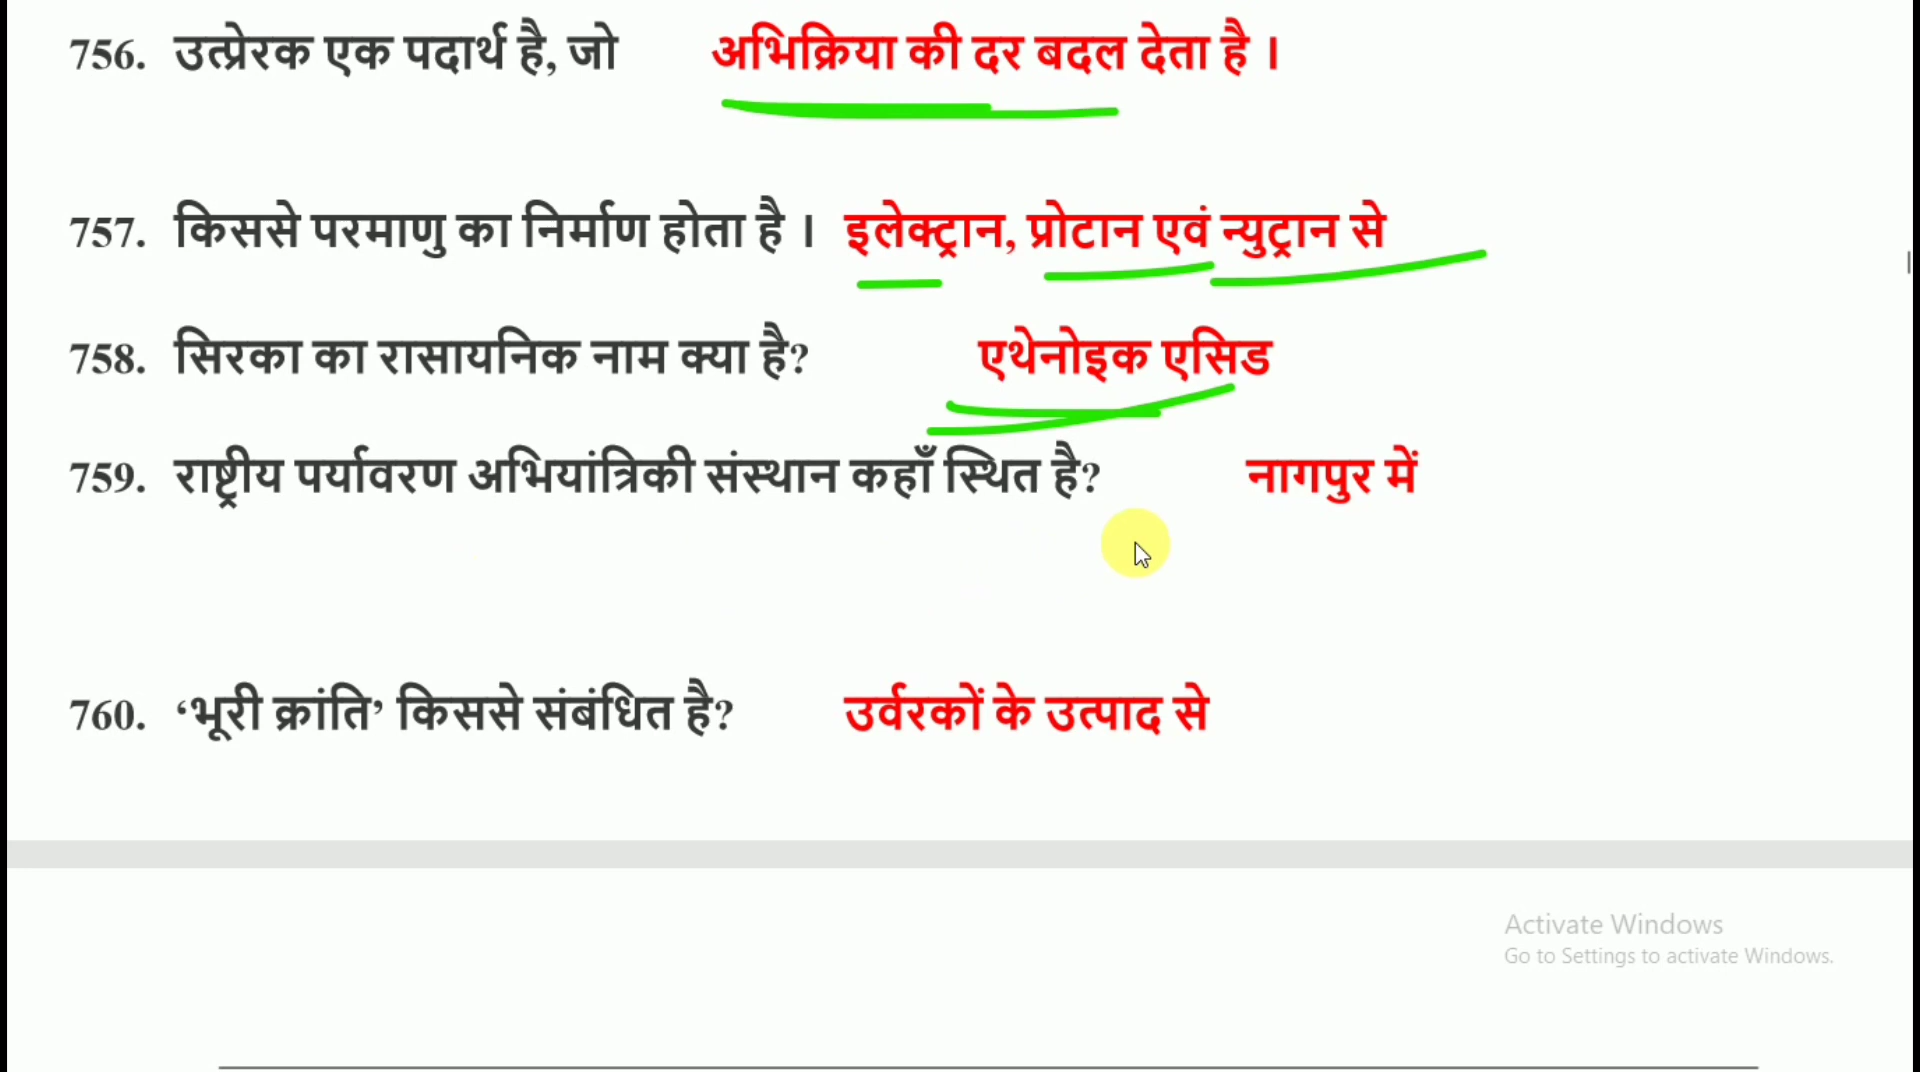 756. उत्प्रेरक एक पदार्थ है, जो अभिक्रिया की दर बदल देता है ।
757. किससे परमाणु का निर्माण होता है । इलेक्ट्रान, प्रोटान एवं न्युट्रान से
758. सिरका का रासायनिक नाम क्या है? एथेनोइक एसिड
759. राष्ट्रीय पर्यावरण अभियांत्रिकी संस्थान कहाँ स्थित है? नागपुर में
760. ‘भूरी क्रांति’ किससे संबंधित है? उर्वरकों के उत्पाद से
Activate Windows
Go to Settings to activate Windows.